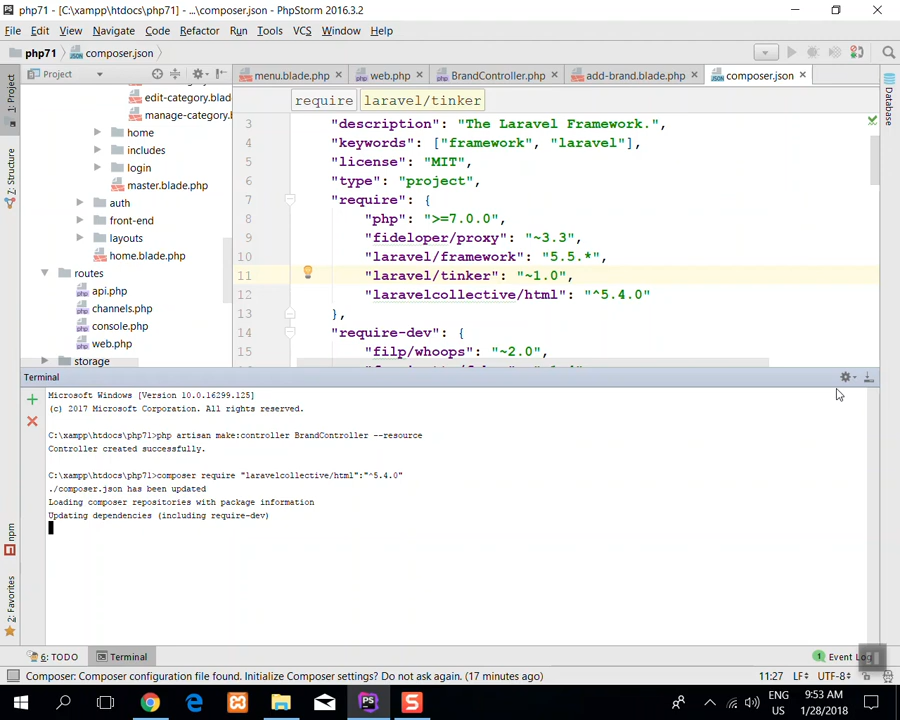 php71 - [C:\xampp\htdocs\php71] - ...\composer.json - PhpStorm 2016.3.2
File Edit View Navigate Code Refactor Run Tools VCS Window Help
php71 composer.json
Project
menu.blade.php web.php BrandController.php add-brand.blade.php composer.json
1: Project
Z: Structure
npm
2: Favorites
Database
edit-category.blad
manage-category.b
home
includes
login
master.blade.php
auth
front-end
layouts
home.blade.php
routes
api.php
channels.php
console.php
web.php
storage
require laravel/tinker
3 "description": "The Laravel Framework.",
4 "keywords": ["framework", "laravel"],
5 "license": "MIT",
6 "type": "project",
7 "require": {
8 "php": ">=7.0.0",
9 "fideloper/proxy": "~3.3",
10 "laravel/framework": "5.5.*",
11 "laravel/tinker": "~1.0",
12 "laravelcollective/html": "^5.4.0"
13 },
14 "require-dev": {
15 "filp/whoops": "~2.0",
Terminal
Microsoft Windows [Version 10.0.16299.125]
(c) 2017 Microsoft Corporation. All rights reserved.
C:\xampp\htdocs\php71>php artisan make:controller BrandController --resource
Controller created successfully.
C:\xampp\htdocs\php71>composer require "laravelcollective/html":"^5.4.0"
./composer.json has been updated
Loading composer repositories with package information
Updating dependencies (including require-dev)
6: TODO Terminal 1 Event Log
Composer: Composer configuration file found. Initialize Composer settings? Do not ask again. (17 minutes ago) 11:27 LF UTF-8
ENG
US
9:53 AM
1/28/2018